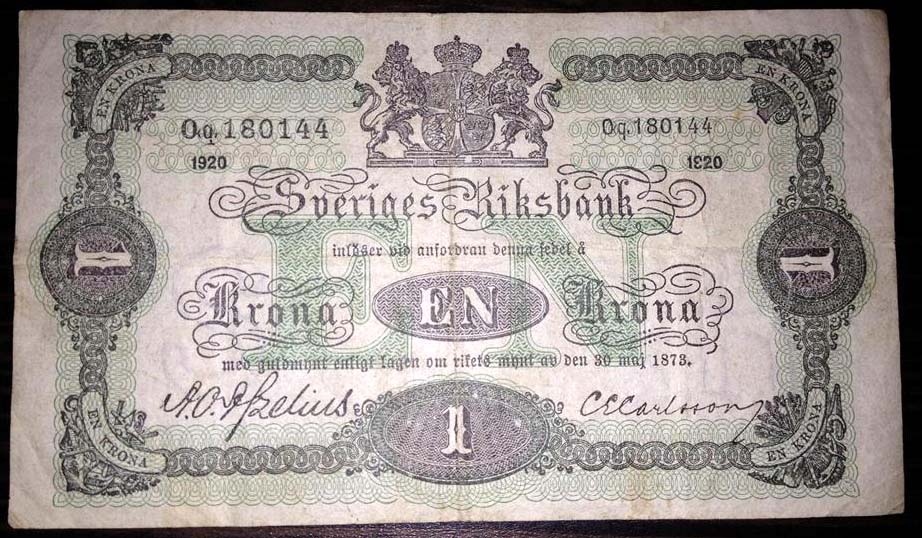 EN KRONA
EN KRONA
Oq.180144
Oq.180144
1920
1920
Sveriges Riksbank
inlöser vid anfordran denna sedel å
1
1
Krona EN Krona
med guldmynt enligt lagen om rikets mynt av den 30 maj 1873.
C E Carlsson
1
EN KRONA
EN KRONA